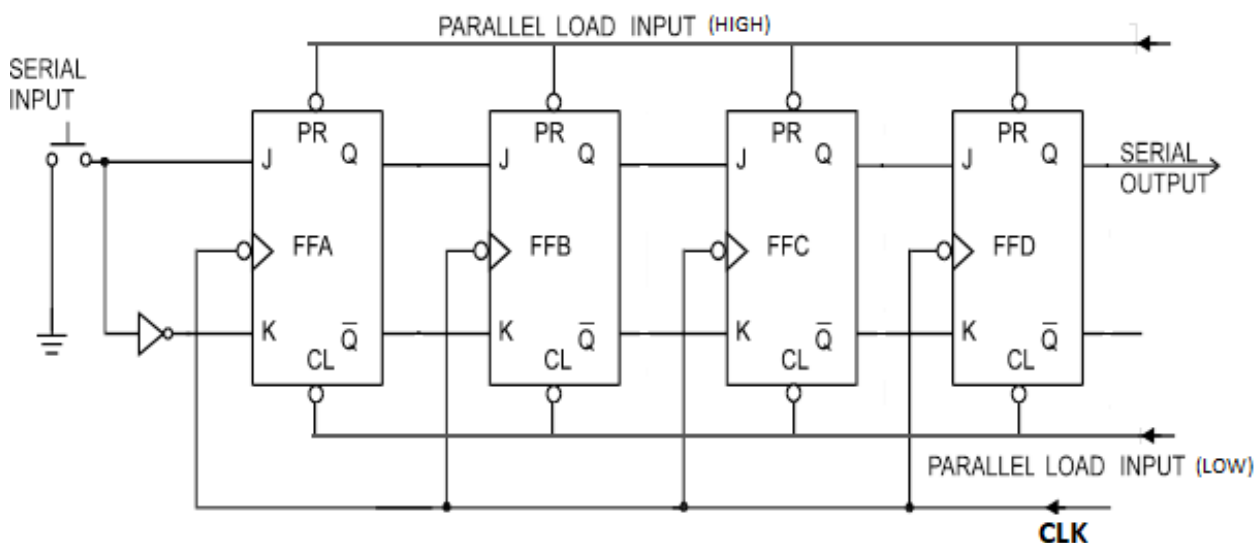 PARALLEL LOAD INPUT (HIGH)
SERIAL
INPUT
PR
J
Q
FFA
K
Q̅
CL
PR
J
Q
FFB
K
Q̅
CL
PR
J
Q
FFC
K
Q̅
CL
PR
J
Q
FFD
K
Q̅
CL
SERIAL
OUTPUT
PARALLEL LOAD INPUT (LOW)
CLK